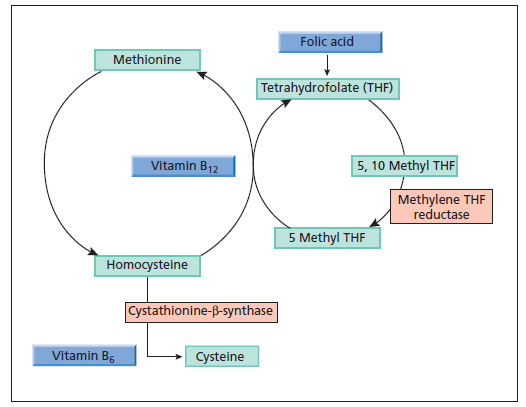 Folic acid
Methionine
Tetrahydrofolate (THF)
Vitamin B12
5, 10 Methyl THF
Methylene THF
reductase
5 Methyl THF
Homocysteine
Cystathionine-β-synthase
Vitamin B6
Cysteine